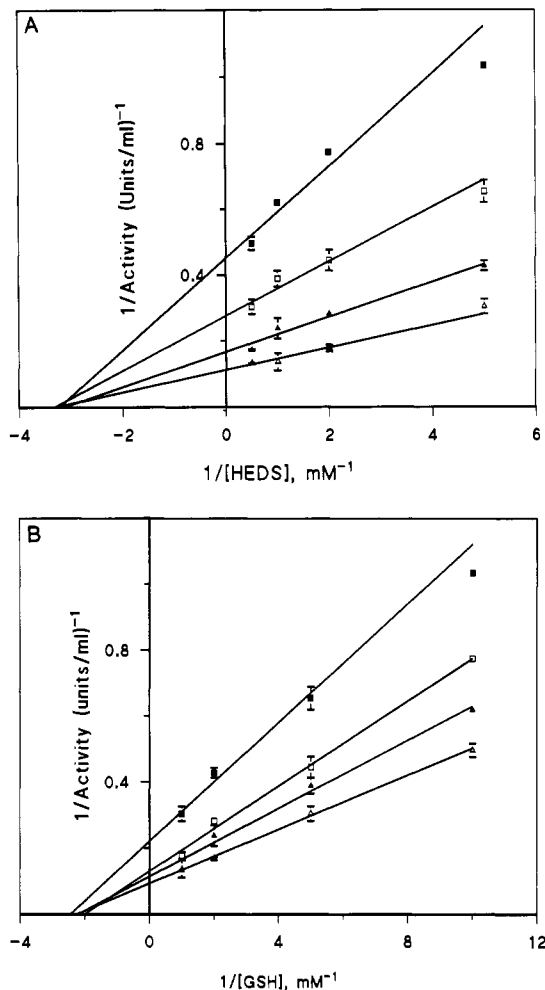 A
1/Activity (Units/ml)⁻¹
0.8
0.4
-4 -2 0 2 4 6
1/[HEDS], mM⁻¹
B
1/Activity (units/ml)⁻¹
0.8
0.4
-4 0 4 8 12
1/[GSH], mM⁻¹